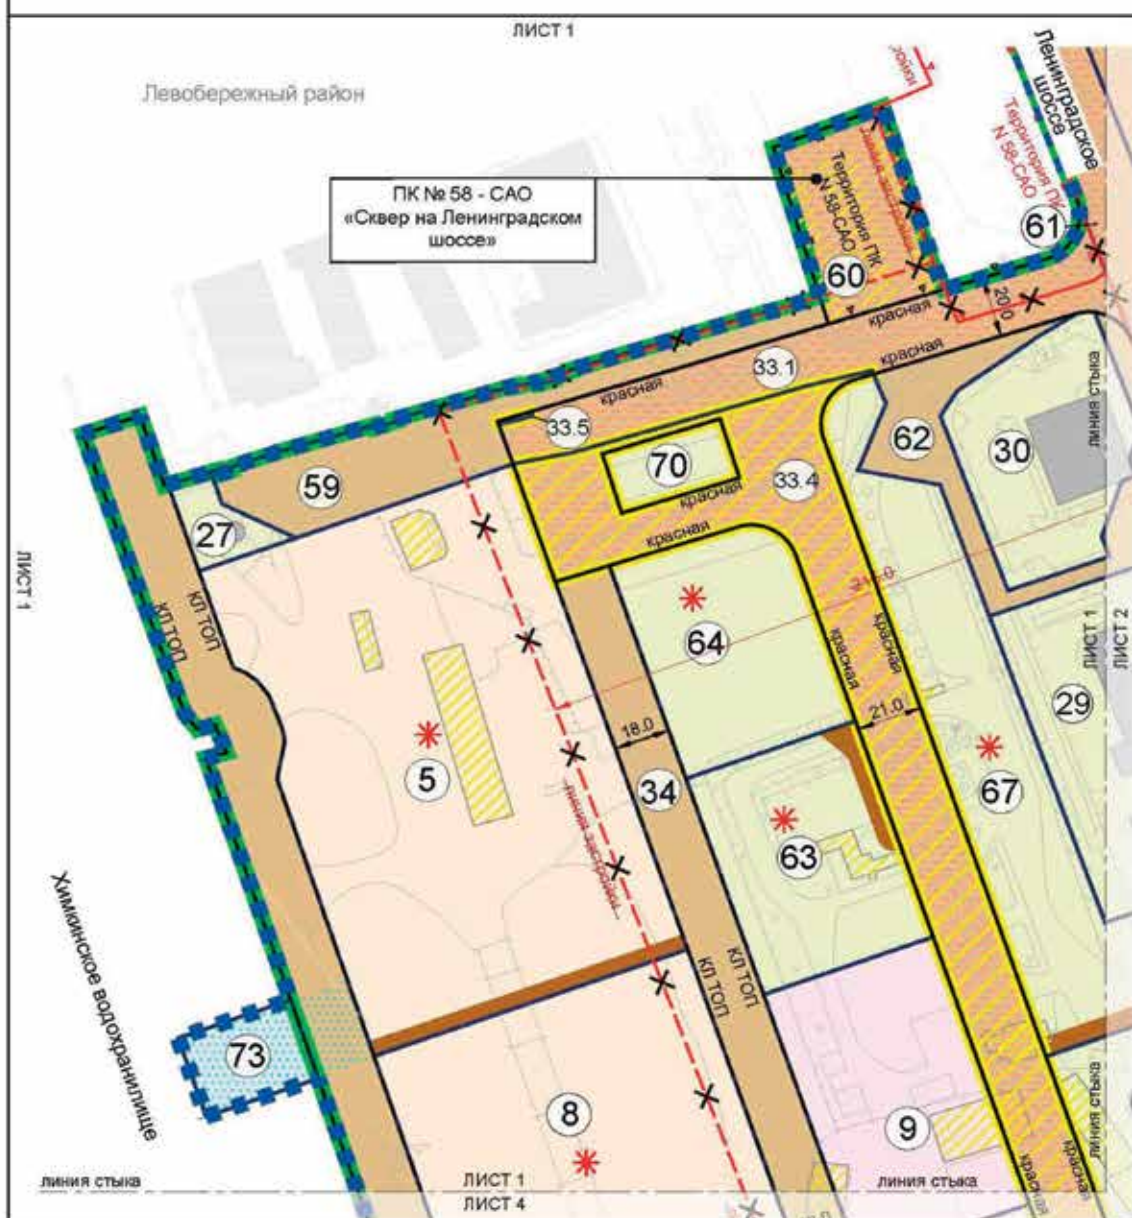 ЛИСТ 1
Левобережный район
ПК № 58 - САО
«Сквер на Ленинградском
шоссе»
ройки
Ленинградское
шоссе
Территория ПК
N 58-САО
Территория ПК
N 58-САО
линия застройки
61
60
20.0
красная
красная
33.1
красная
33.5
62
30
линия стыка
59
70
красная
33.4
27
красная
ЛИСТ 1
КЛ ТОП
КЛ ТОП
64
красная
красная
ЛИСТ 1
ЛИСТ 2
29
21.0
18.0
5
34
67
63
линия застройки
Химкинское водохранилище
КЛ ТОП
КЛ ТОП
73
8
9
линия стыка
красная
красная
линия стыка
ЛИСТ 1
ЛИСТ 4
линия стыка